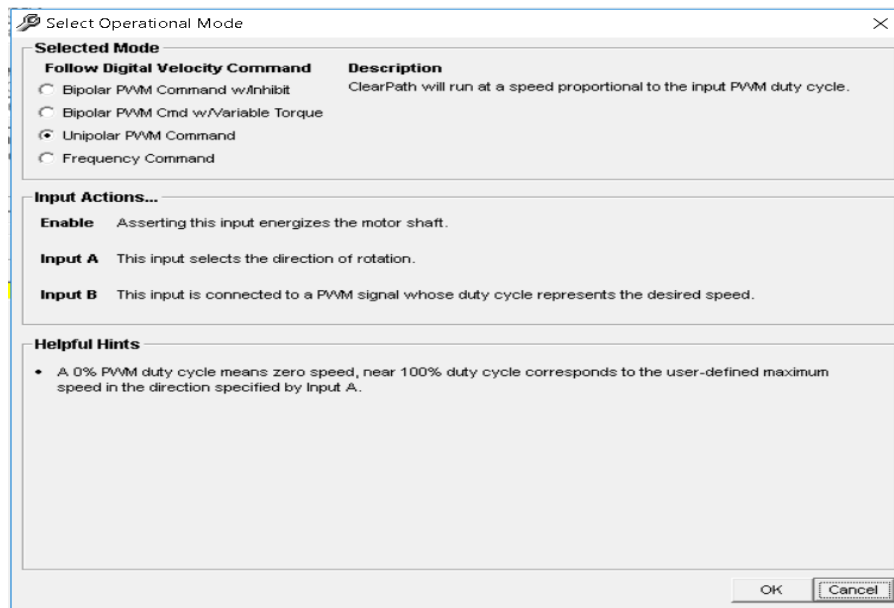 Select Operational Mode
Selected Mode
Follow Digital Velocity Command
Description
Bipolar PWM Command w/Inhibit
ClearPath will run at a speed proportional to the input PWM duty cycle.
Bipolar PWM Cmd w/Variable Torque
Unipolar PWM Command
Frequency Command
Input Actions...
Enable Asserting this input energizes the motor shaft.
Input A This input selects the direction of rotation.
Input B This input is connected to a PWM signal whose duty cycle represents the desired speed.
Helpful Hints
• A 0% PWM duty cycle means zero speed, near 100% duty cycle corresponds to the user-defined maximum
speed in the direction specified by Input A.
OK Cancel